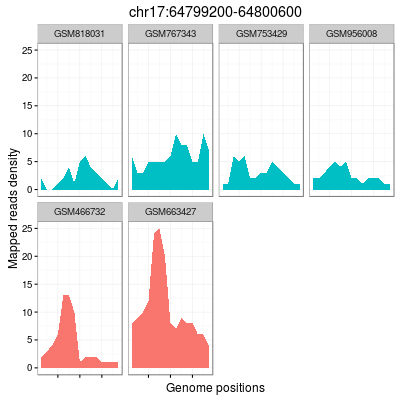 chr17:64799200-64800600
GSM818031 GSM767343 GSM753429 GSM956008
25
20
15
10
5
0
GSM466732 GSM663427
25
20
15
10
5
0
Mapped reads density
Genome positions